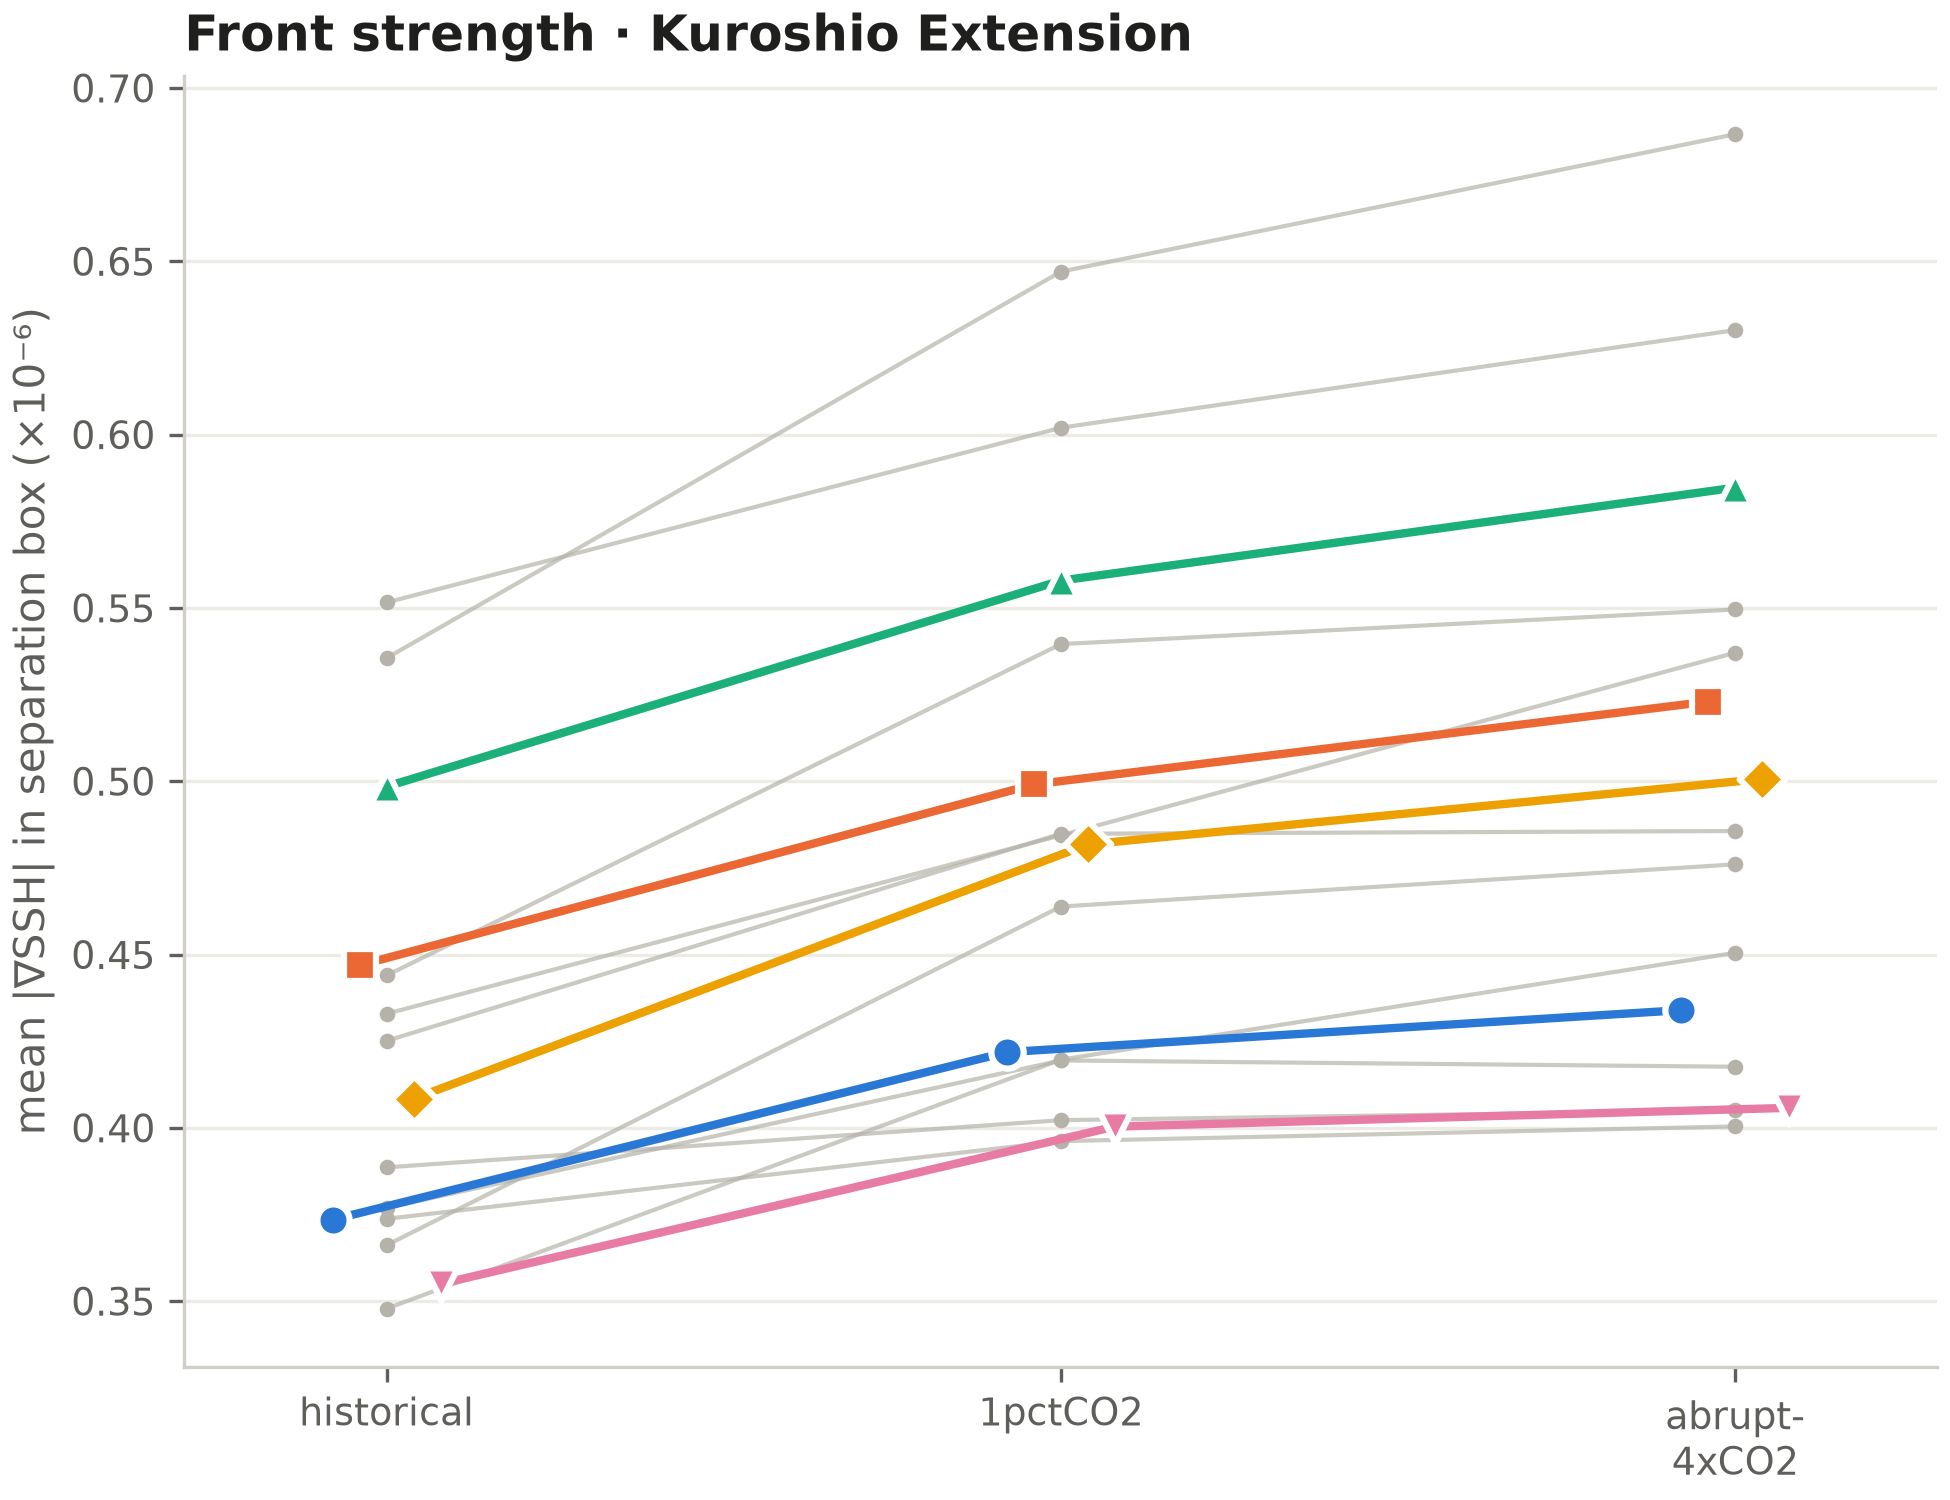 Front strength · Kuroshio Extension
mean |∇SSH| in separation box (×10⁻⁶)
0.70
0.65
0.60
0.55
0.50
0.45
0.40
0.35
historical
1pctCO2
abrupt-
4xCO2